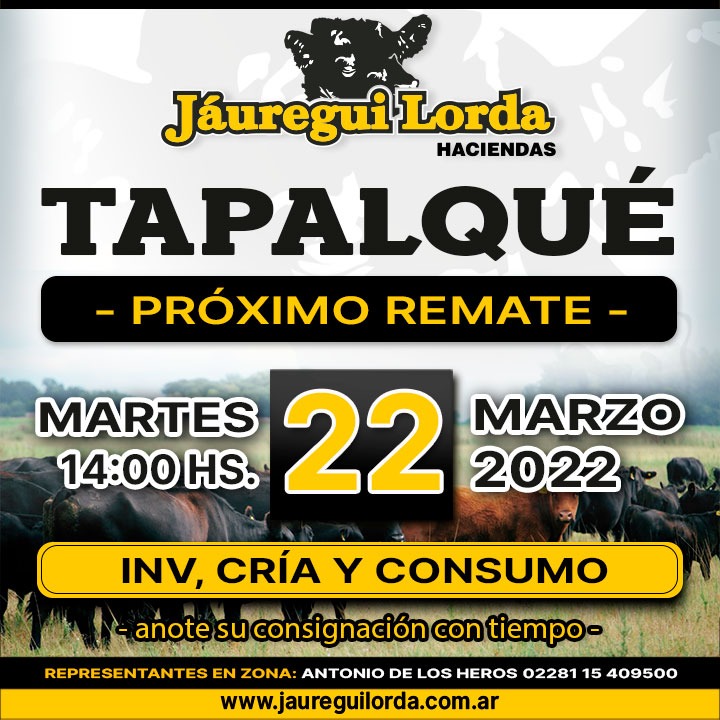 Jáuregui Lorda
HACIENDAS
TAPALQUÉ
- PRÓXIMO REMATE -
MARTES
14:00 HS.
22
MARZO
2022
INV, CRÍA Y CONSUMO
- anote su consignación con tiempo -
REPRESENTANTES EN ZONA: ANTONIO DE LOS HEROS 02281 15 409500
www.jaureguilorda.com.ar